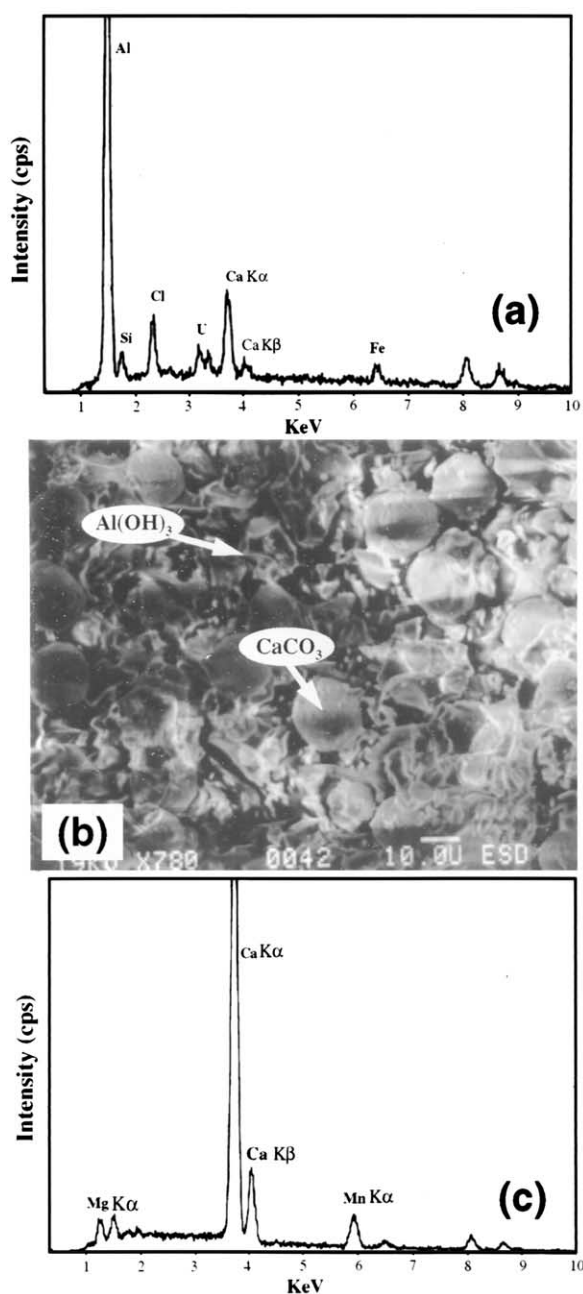 Al
Intensity (cps)
Ca Kα
Cl
(a)
Si
U
Ca Kβ
Fe
1 2 3 4 5 6 7 8 9 10
KeV
Al(OH)3
CaCO3
(b)
X780 0042 10.0U ESD
Ca Kα
Intensity (cps)
Ca Kβ
Mg Kα
Mn Kα
(c)
1 2 3 4 5 6 7 8 9 10
KeV